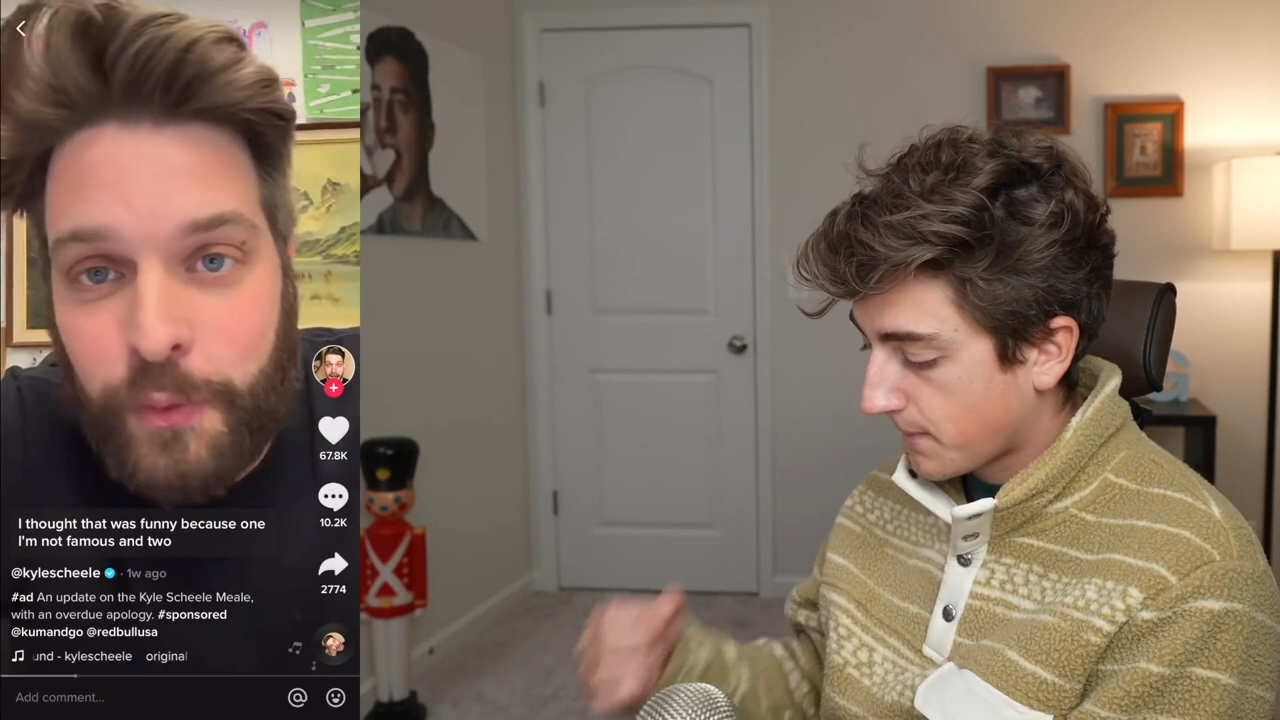 67.8K
10.2K
I thought that was funny because one
I'm not famous and two
@kylescheele · 1w ago
2774
#ad An update on the Kyle Scheele Meale,
with an overdue apology. #sponsored
@kumandgo @redbullusa
und - kylescheele original
Add comment...